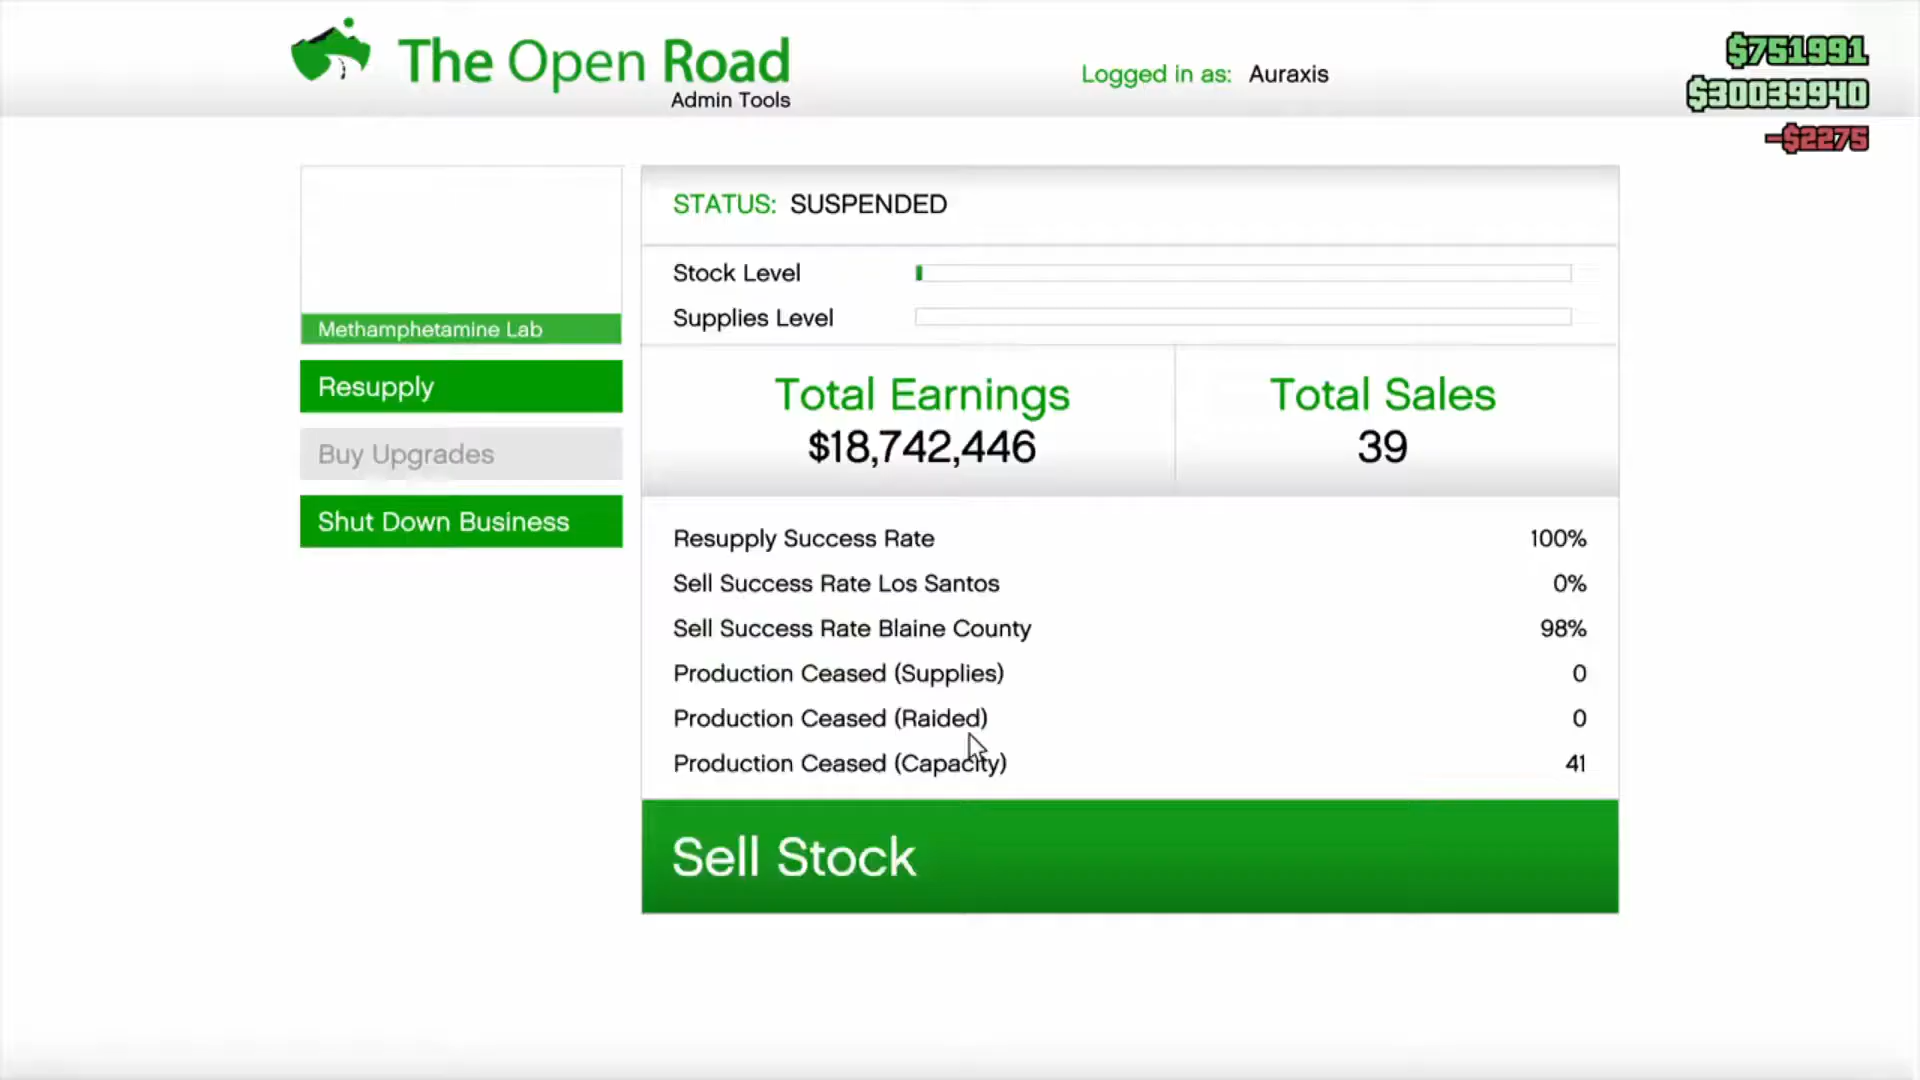 The Open Road
Admin Tools
Logged in as: Auraxis
$751991
$30039940
-$2275
Methamphetamine Lab
Resupply
Buy Upgrades
Shut Down Business
STATUS: SUSPENDED
Stock Level
Supplies Level
Total Earnings
$18,742,446
Total Sales
39
Resupply Success Rate 100%
Sell Success Rate Los Santos 0%
Sell Success Rate Blaine County 98%
Production Ceased (Supplies) 0
Production Ceased (Raided) 0
Production Ceased (Capacity) 41
Sell Stock